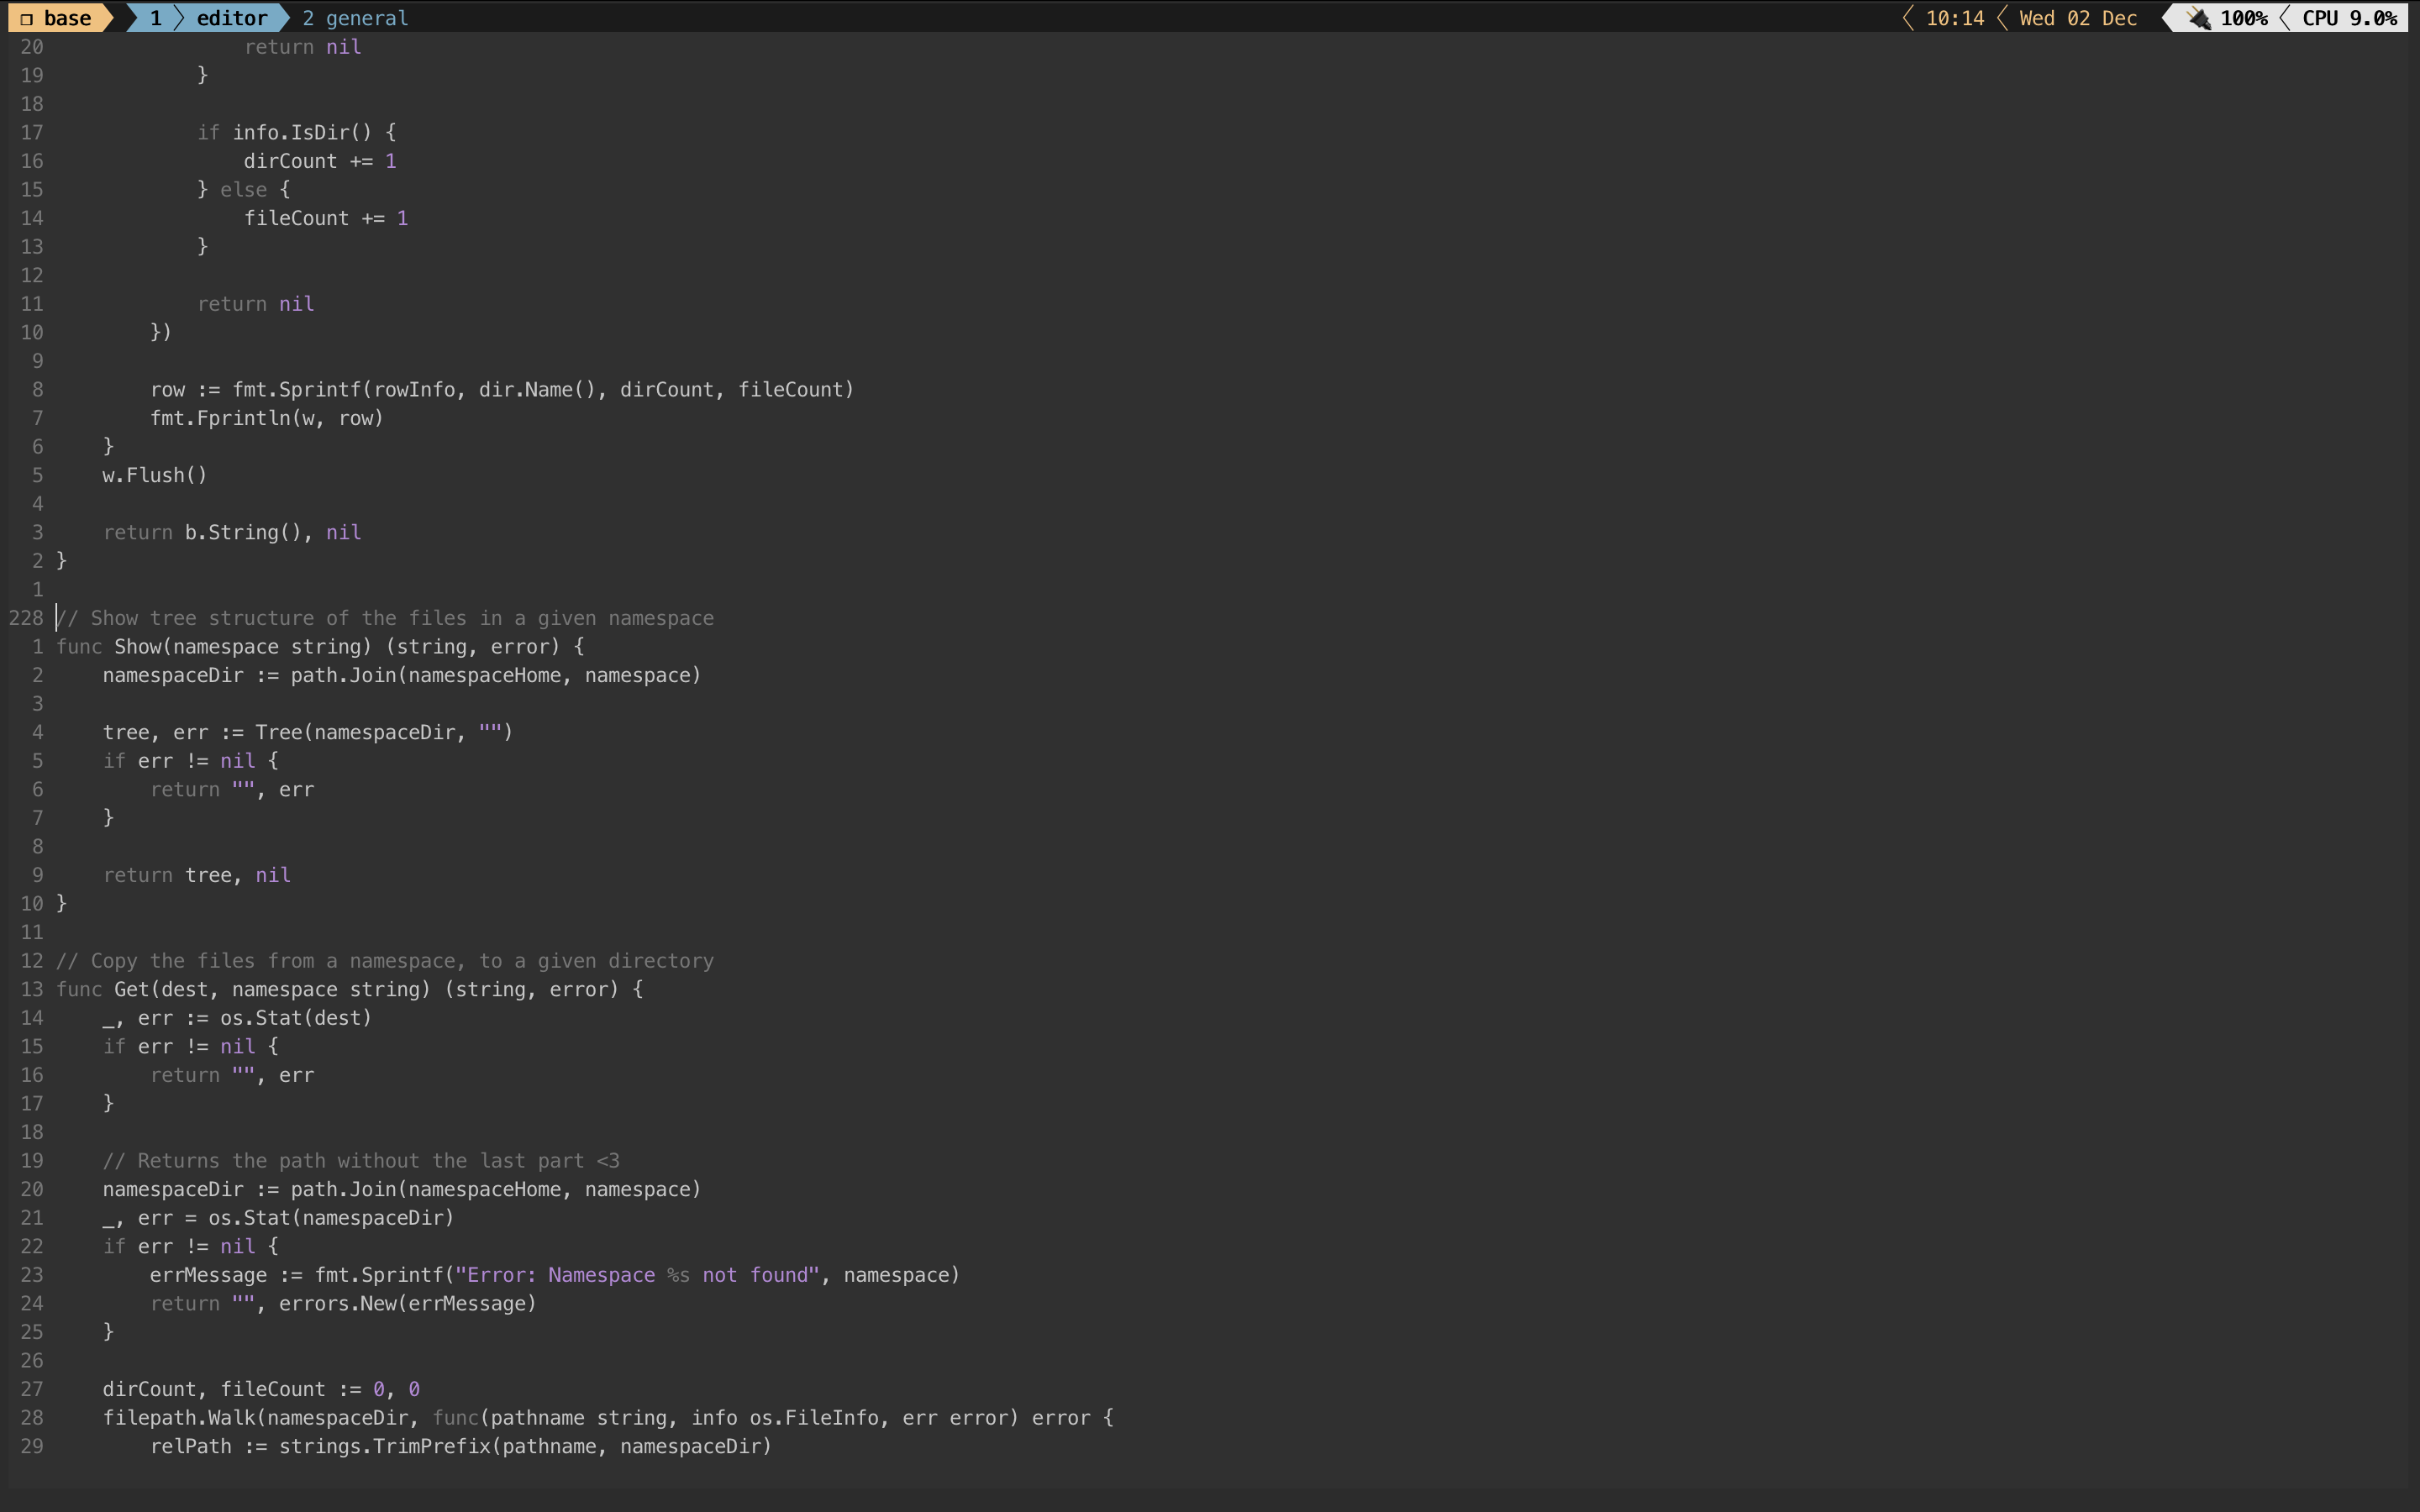 ❐ base 1 editor 2 general 10:14 Wed 02 Dec 100% CPU 9.0%
20                 return nil
19             }
18
17             if info.IsDir() {
16                 dirCount += 1
15             } else {
14                 fileCount += 1
13             }
12
11             return nil
10         })
9
8         row := fmt.Sprintf(rowInfo, dir.Name(), dirCount, fileCount)
7         fmt.Fprintln(w, row)
6     }
5     w.Flush()
4
3     return b.String(), nil
2 }
1
228 // Show tree structure of the files in a given namespace
1 func Show(namespace string) (string, error) {
2     namespaceDir := path.Join(namespaceHome, namespace)
3
4     tree, err := Tree(namespaceDir, "")
5     if err != nil {
6         return "", err
7     }
8
9     return tree, nil
10 }
11
12 // Copy the files from a namespace, to a given directory
13 func Get(dest, namespace string) (string, error) {
14     _, err := os.Stat(dest)
15     if err != nil {
16         return "", err
17     }
18
19     // Returns the path without the last part <3
20     namespaceDir := path.Join(namespaceHome, namespace)
21     _, err = os.Stat(namespaceDir)
22     if err != nil {
23         errMessage := fmt.Sprintf("Error: Namespace %s not found", namespace)
24         return "", errors.New(errMessage)
25     }
26
27     dirCount, fileCount := 0, 0
28     filepath.Walk(namespaceDir, func(pathname string, info os.FileInfo, err error) error {
29         relPath := strings.TrimPrefix(pathname, namespaceDir)